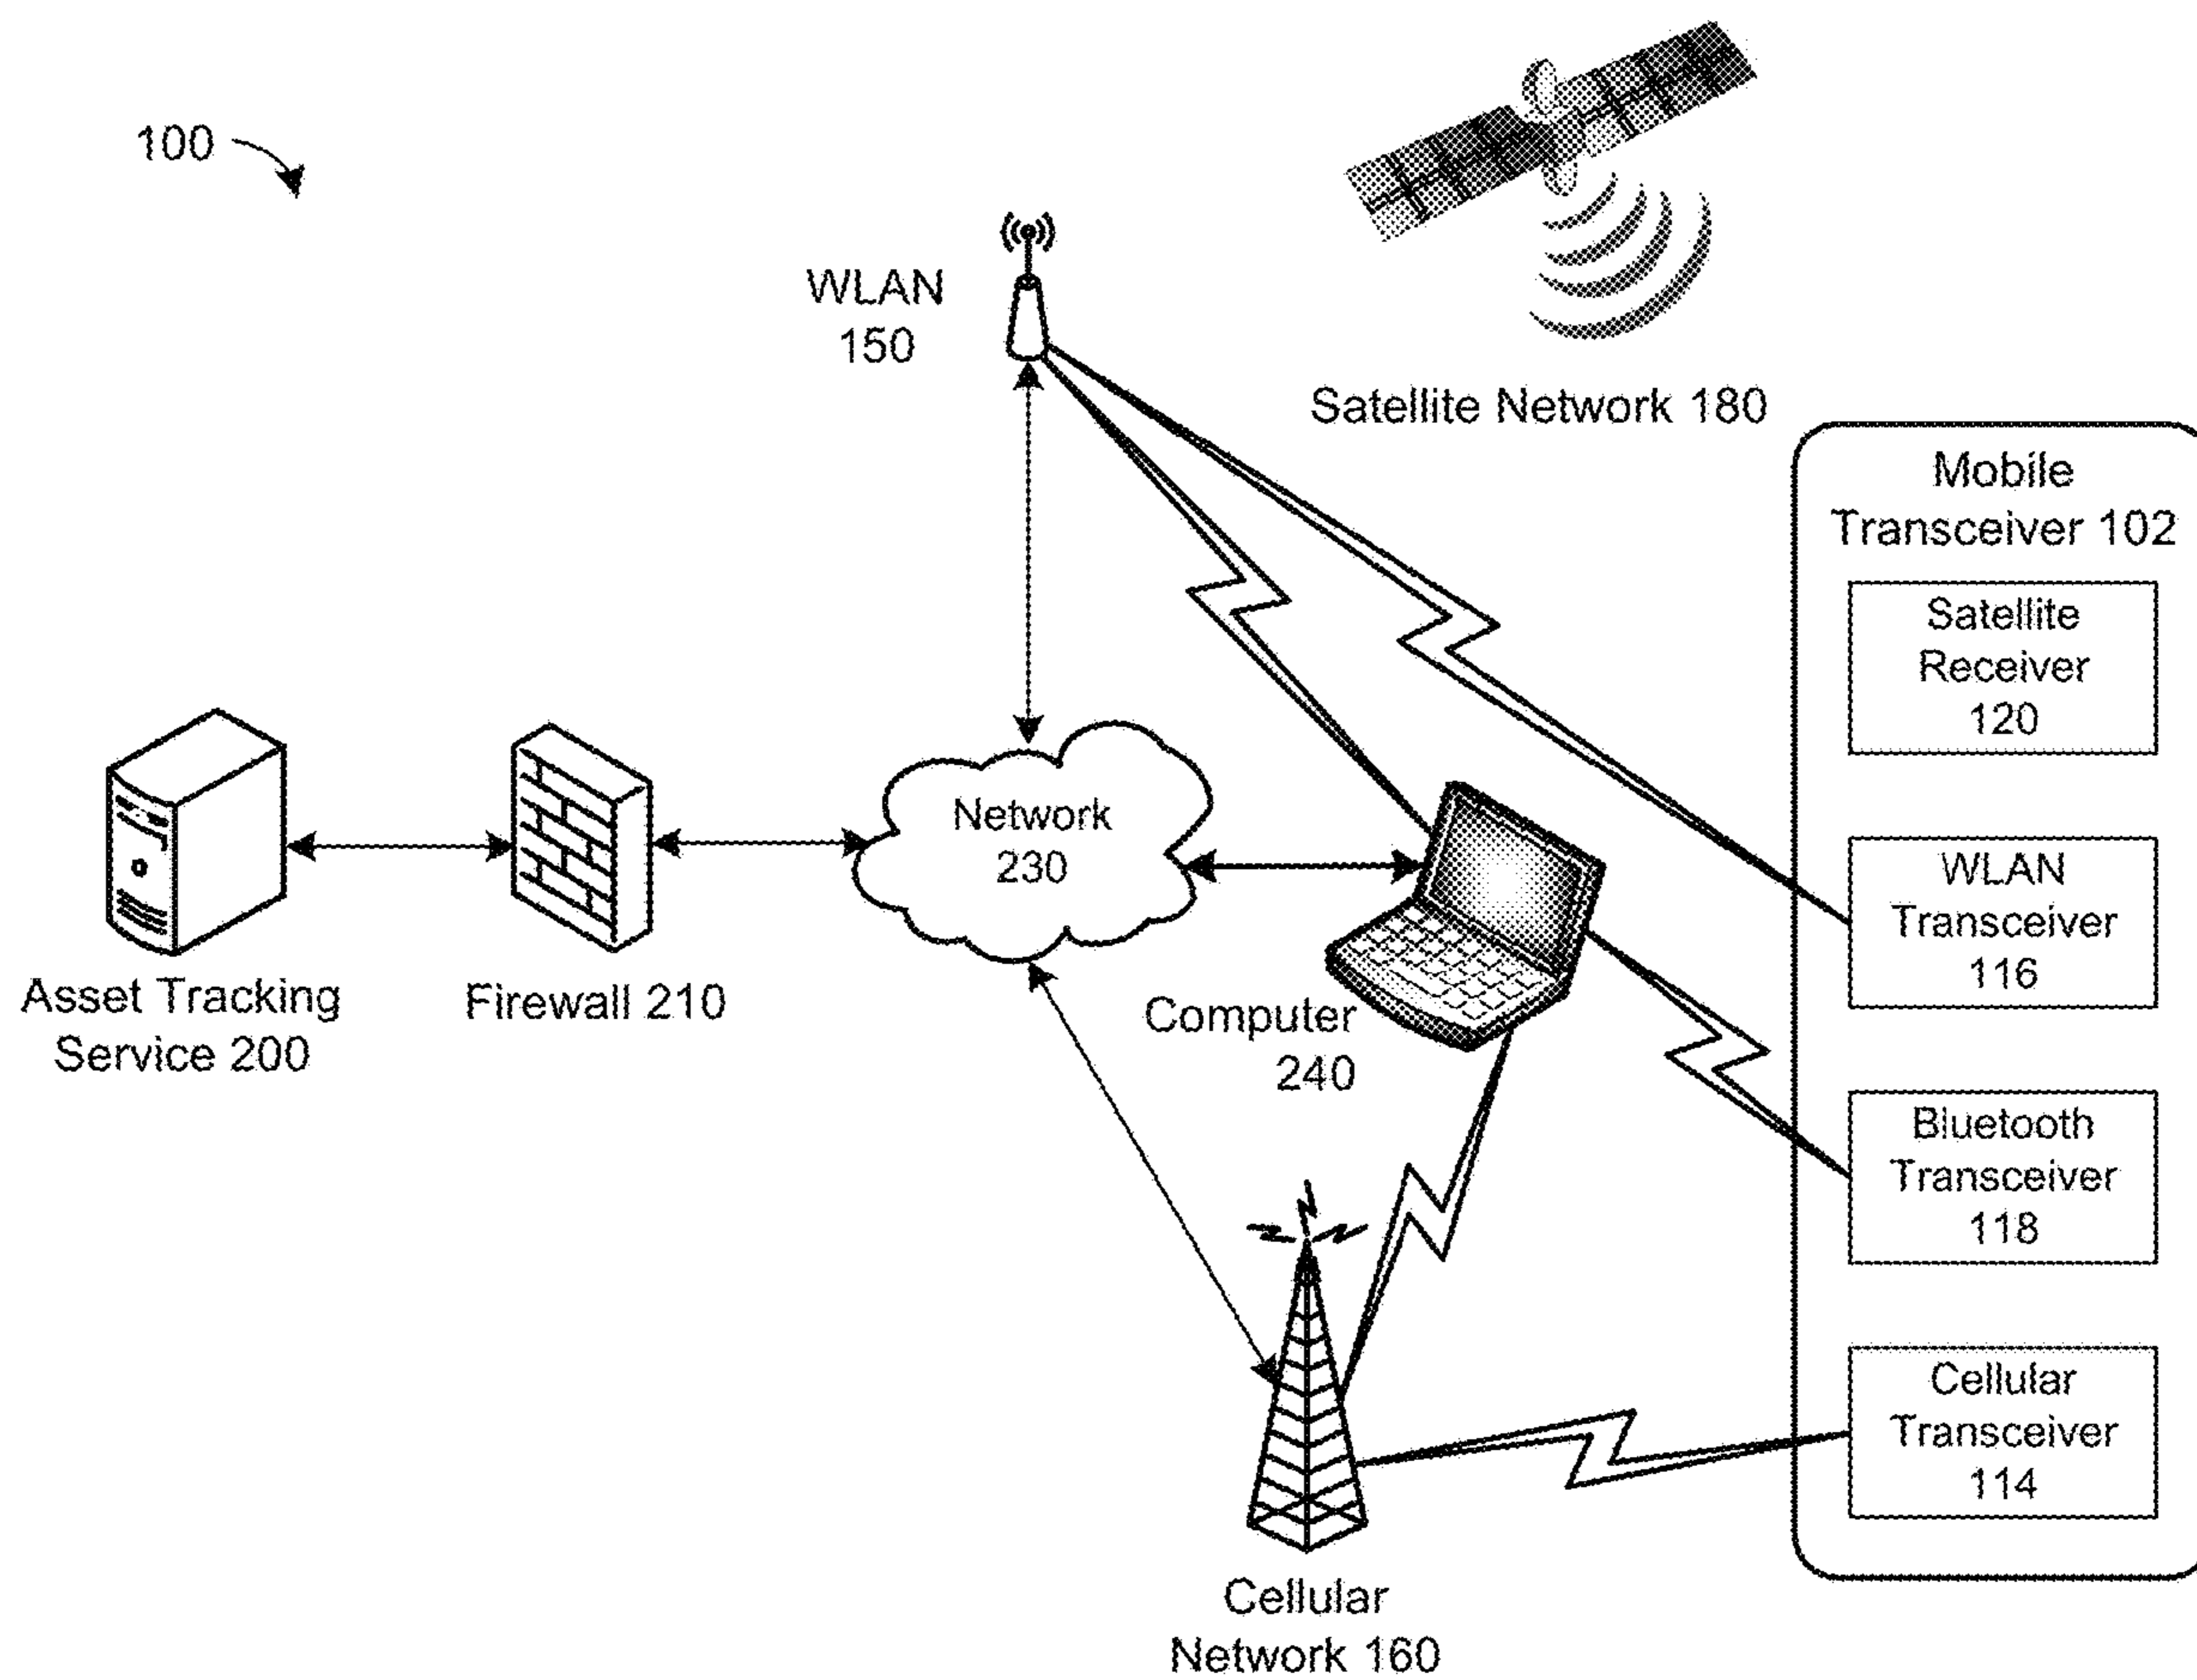 100
WLAN
150
Satellite Network 180
Mobile
Transceiver 102
Satellite
Receiver
120
Network
230
WLAN
Transceiver
116
Asset Tracking
Service 200
Firewall 210
Computer
240
Bluetooth
Transceiver
118
Cellular
Transceiver
114
Cellular
Network 160